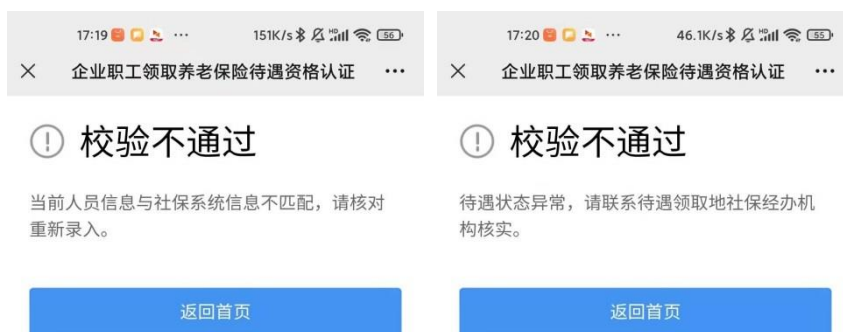 17:19 ··· 151K/s HD 56
企业职工领取养老保险待遇资格认证
校验不通过
当前人员信息与社保系统信息不匹配，请核对
重新录入。
返回首页
17:20 ··· 46.1K/s HD 55
企业职工领取养老保险待遇资格认证
校验不通过
待遇状态异常，请联系待遇领取地社保经办机
构核实。
返回首页